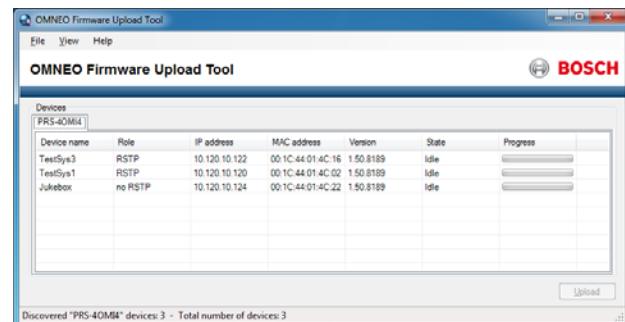 OMNEO Firmware Upload Tool
File View Help
OMNEO Firmware Upload Tool
BOSCH
Devices
PRS-4OMI4
Device name Role IP address MAC address Version State Progress
TestSys3 RSTP 10.120.10.122 00:1C:44:01:4C:16 1.50.8189 Idle
TestSys1 RSTP 10.120.10.120 00:1C:44:01:4C:02 1.50.8189 Idle
Jukebox no RSTP 10.120.10.124 00:1C:44:01:4C:22 1.50.8189 Idle
Upload
Discovered "PRS-4OMI4" devices: 3 - Total number of devices: 3